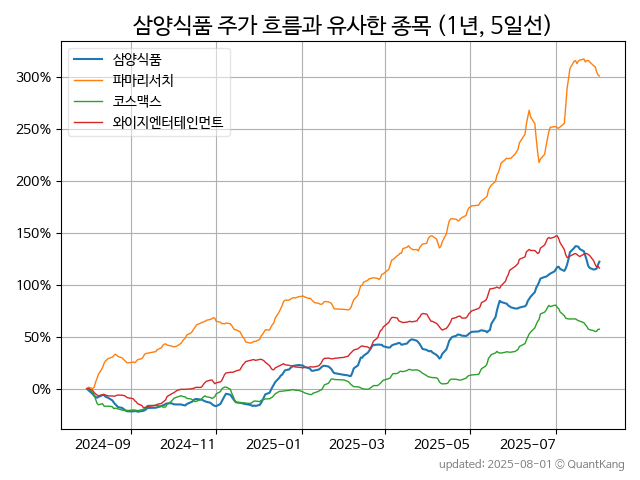 삼양식품 주가 흐름과 유사한 종목 (1년, 5일선)
삼양식품
파마리서치
코스맥스
와이지엔터테인먼트
300%
250%
200%
150%
100%
50%
0%
2024-09 2024-11 2025-01 2025-03 2025-05 2025-07
updated: 2025-08-01 © QuantKang